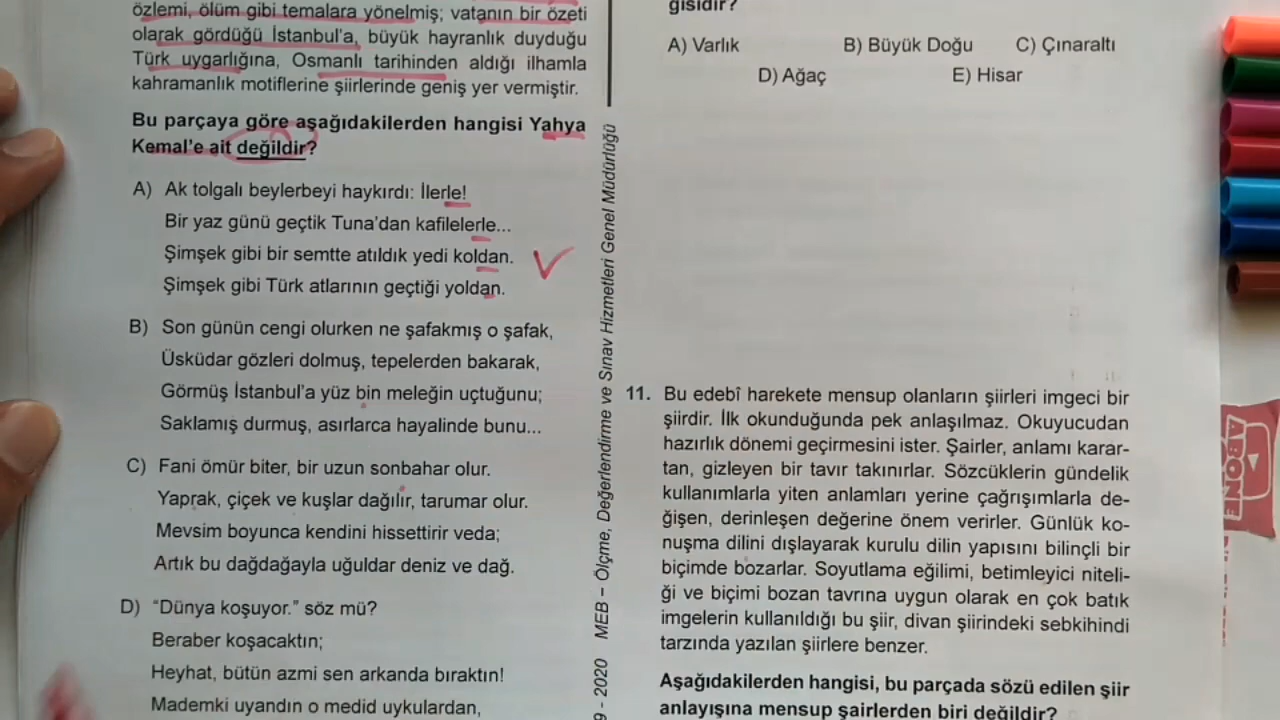 özlemi, ölüm gibi temalara yönelmiş; vatanın bir özeti
olarak gördüğü İstanbul'a, büyük hayranlık duyduğu
Türk uygarlığına, Osmanlı tarihinden aldığı ilhamla
kahramanlık motiflerine şiirlerinde geniş yer vermiştir.
Bu parçaya göre aşağıdakilerden hangisi Yahya
Kemal'e ait değildir?
A) Ak tolgalı beylerbeyi haykırdı: İlerle!
Bir yaz günü geçtik Tuna'dan kafilelerle...
Şimşek gibi bir semtte atıldık yedi koldan.
Şimşek gibi Türk atlarının geçtiği yoldan.
B) Son günün cengi olurken ne şafakmış o şafak,
Üsküdar gözleri dolmuş, tepelerden bakarak,
Görmüş İstanbul'a yüz bin meleğin uçtuğunu;
Saklamış durmuş, asırlarca hayalinde bunu...
C) Fani ömür biter, bir uzun sonbahar olur.
Yaprak, çiçek ve kuşlar dağılır, tarumar olur.
Mevsim boyunca kendini hissettirir veda;
Artık bu dağdağayla uğuldar deniz ve dağ.
D) "Dünya koşuyor." söz mü?
Beraber koşacaktın;
Heyhat, bütün azmi sen arkanda bıraktın!
Mademki uyandın o medid uykulardan,
9 - 2020 MEB – Ölçme, Değerlendirme ve Sınav Hizmetleri Genel Müdürlüğü
gisidir?
A) Varlık B) Büyük Doğu C) Çınaraltı
D) Ağaç E) Hisar
11. Bu edebî harekete mensup olanların şiirleri imgeci bir
şiirdir. İlk okunduğunda pek anlaşılmaz. Okuyucudan
hazırlık dönemi geçirmesini ister. Şairler, anlamı karar-
tan, gizleyen bir tavır takınırlar. Sözcüklerin gündelik
kullanımlarla yiten anlamları yerine çağrışımlarla de-
ğişen, derinleşen değerine önem verirler. Günlük ko-
nuşma dilini dışlayarak kurulu dilin yapısını bilinçli bir
biçimde bozarlar. Soyutlama eğilimi, betimleyici niteli-
ği ve biçimi bozan tavrına uygun olarak en çok batık
imgelerin kullanıldığı bu şiir, divan şiirindeki sebkihindi
tarzında yazılan şiirlere benzer.
Aşağıdakilerden hangisi, bu parçada sözü edilen şiir
anlayışına mensup şairlerden biri değildir?
ABONE